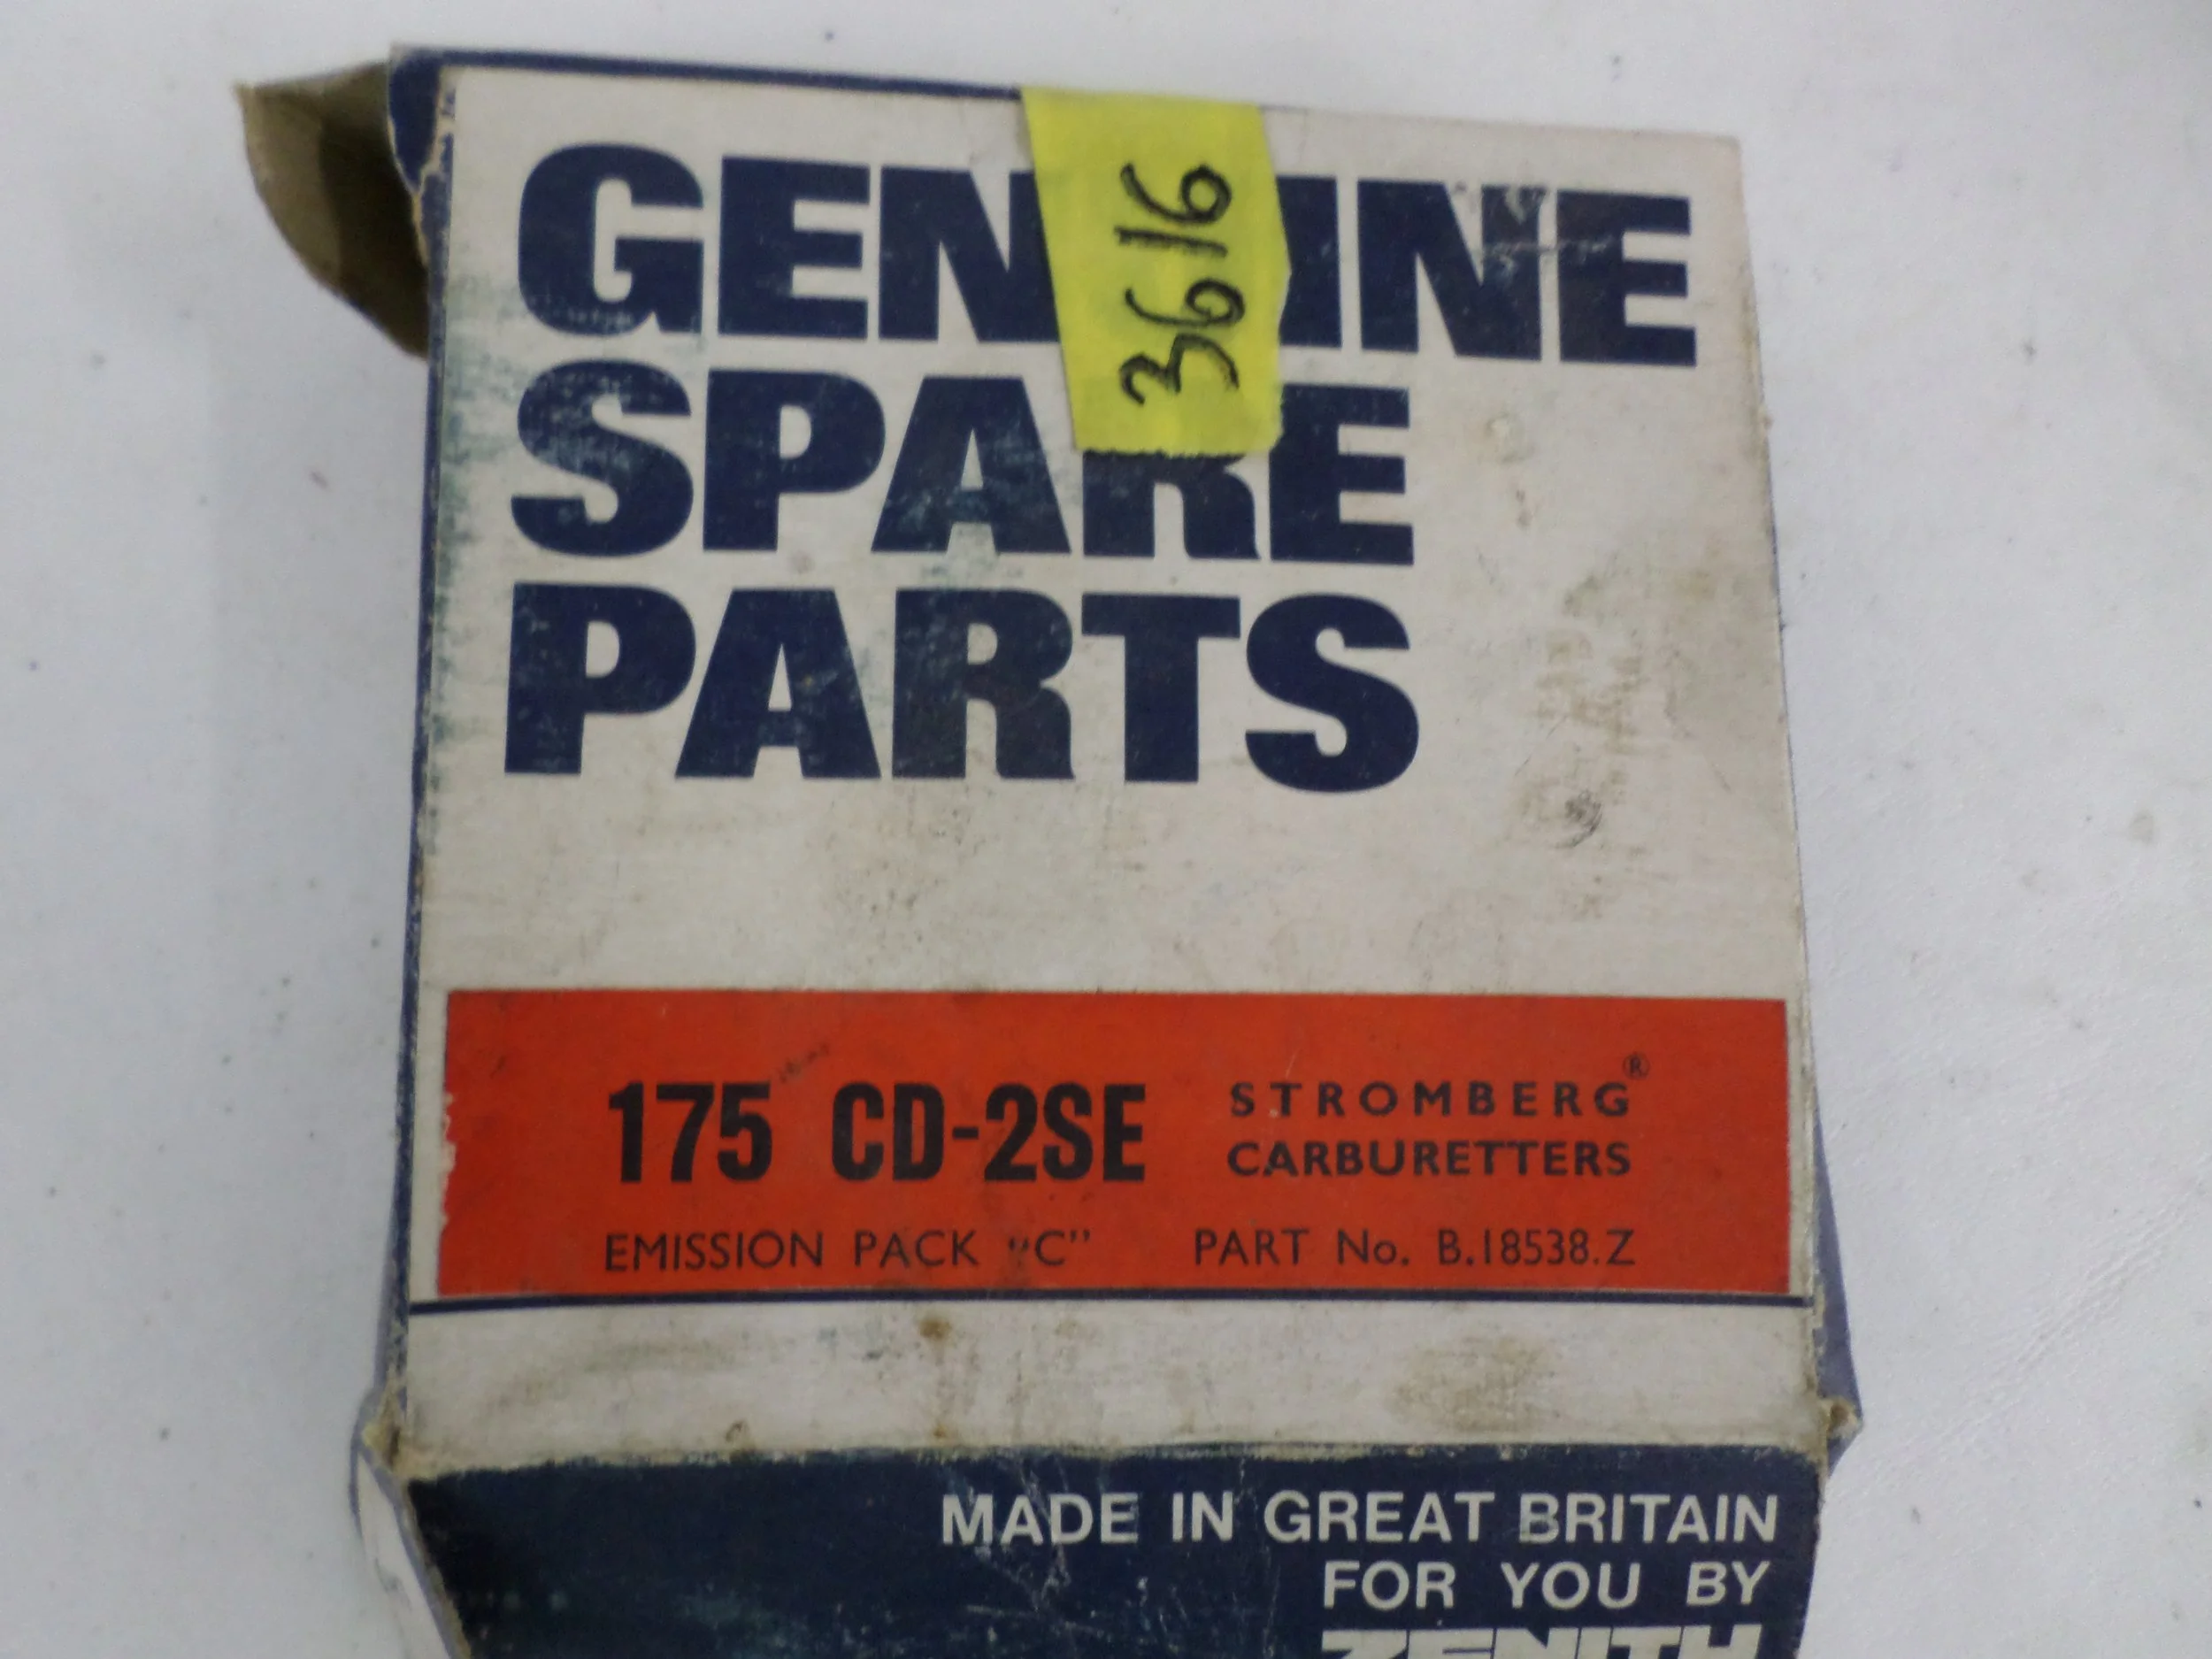 GENUINE
3616
SPARE
PARTS
175 CD-2SE
STROMBERG®
CARBURETTERS
EMISSION PACK "C" PART No. B.18538.Z
MADE IN GREAT BRITAIN
FOR YOU BY
ZENITH